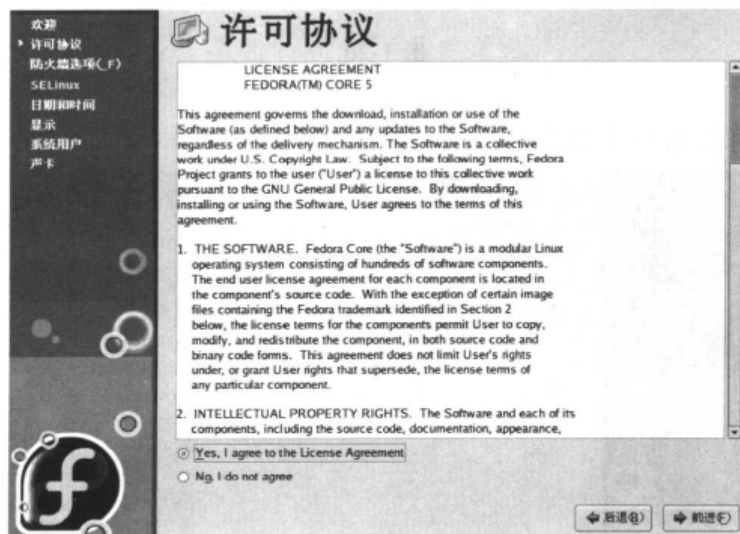 欢迎
许可协议
防火墙选项(_F)
SELinux
日期和时间
显示
系统用户
声卡
许可协议
LICENSE AGREEMENT
FEDORA(TM) CORE 5
This agreement governs the download, installation or use of the
Software (as defined below) and any updates to the Software,
regardless of the delivery mechanism. The Software is a collective
work under U.S. Copyright Law. Subject to the following terms, Fedora
Project grants to the user ("User") a license to this collective work
pursuant to the GNU General Public License. By downloading,
installing or using the Software, User agrees to the terms of this
agreement.
1. THE SOFTWARE. Fedora Core (the "Software") is a modular Linux
operating system consisting of hundreds of software components.
The end user license agreement for each component is located in
the component's source code. With the exception of certain image
files containing the Fedora trademark identified in Section 2
below, the license terms for the components permit User to copy,
modify, and redistribute the component, in both source code and
binary code forms. This agreement does not limit User's rights
under, or grant User rights that supersede, the license terms of
any particular component.
2. INTELLECTUAL PROPERTY RIGHTS. The Software and each of its
components, including the source code, documentation, appearance,
Yes, I agree to the License Agreement
No, I do not agree
后退(B)
前进(F)